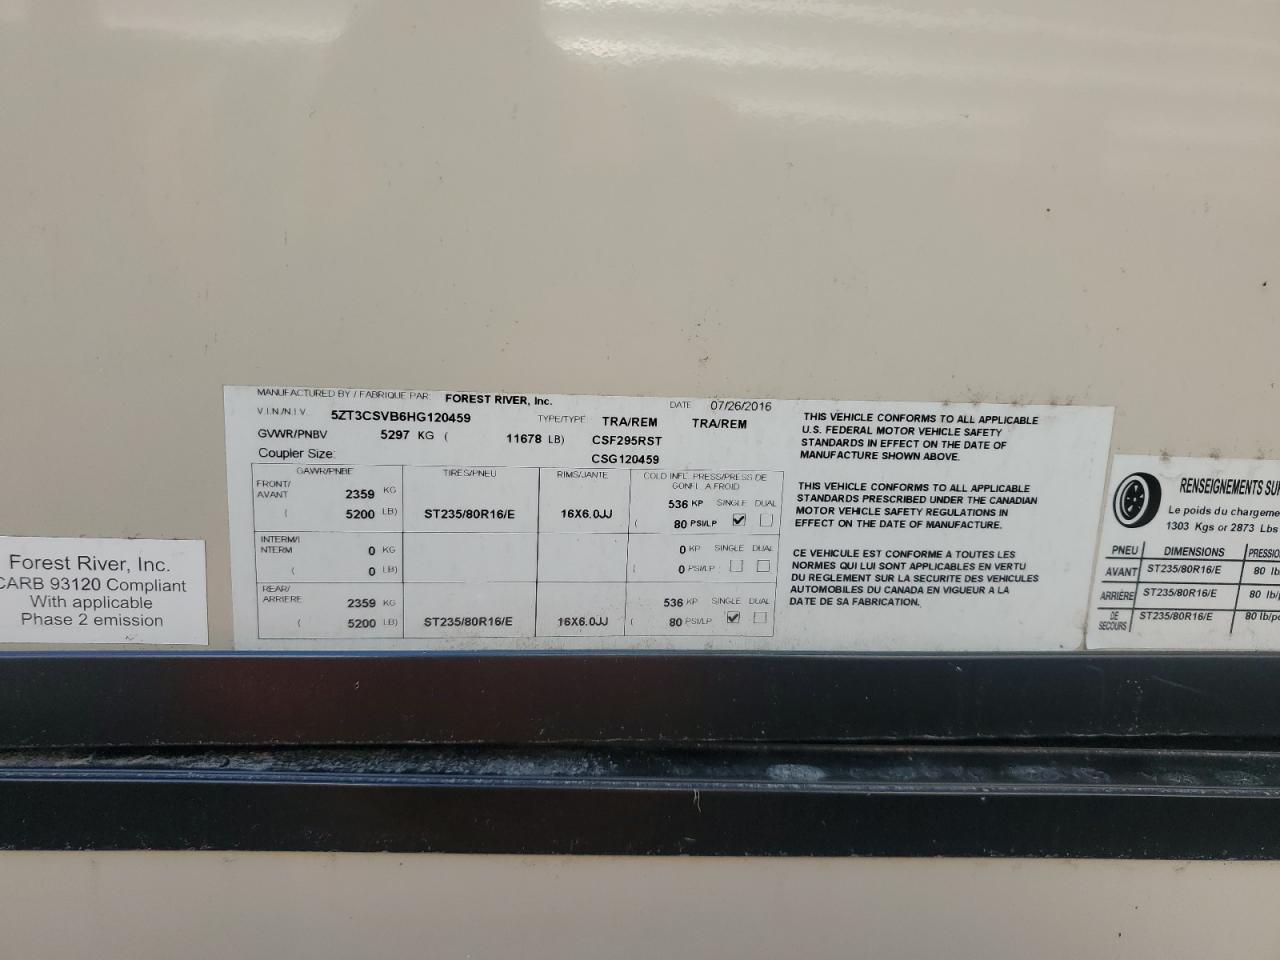 MANUFACTURED BY / FABRIQUE PAR: FOREST RIVER, Inc. DATE 07/26/2016
V.I.N./N.I.V. 5ZT3CSVB6HG120459 TYPE/TYPE TRA/REM TRA/REM
GVWR/PNBV 5297 KG ( 11678 LB) CSF295RST
Coupler Size: CSG120459
GAWR/PNBE TIRES/PNEU RIMS/JANTE COLD INFL. PRESS/PRESS DE
GONFL. A FROID
FRONT/
AVANT 2359 KG 536 KP SINGLE DUAL
( 5200 LB) ST235/80R16/E 16X6.0JJ ( 80 PSI/LP
INTERM/I
NTERM 0 KG 0 KP SINGLE DUAL
( 0 LB) ( 0 PSI/LP
REAR/
ARRIERE 2359 KG 536 KP SINGLE DUAL
( 5200 LB) ST235/80R16/E 16X6.0JJ ( 80 PSI/LP
THIS VEHICLE CONFORMS TO ALL APPLICABLE
U.S. FEDERAL MOTOR VEHICLE SAFETY
STANDARDS IN EFFECT ON THE DATE OF
MANUFACTURE SHOWN ABOVE.
THIS VEHICLE CONFORMS TO ALL APPLICABLE
STANDARDS PRESCRIBED UNDER THE CANADIAN
MOTOR VEHICLE SAFETY REGULATIONS IN
EFFECT ON THE DATE OF MANUFACTURE.
CE VEHICULE EST CONFORME A TOUTES LES
NORMES QUI LUI SONT APPLICABLES EN VERTU
DU REGLEMENT SUR LA SECURITE DES VEHICULES
AUTOMOBILES DU CANADA EN VIGUEUR A LA
DATE DE SA FABRICATION.
Forest River, Inc.
CARB 93120 Compliant
With applicable
Phase 2 emission
RENSEIGNEMENTS SUR
Le poids du chargeme
1303 Kgs or 2873 Lbs
PNEU DIMENSIONS PRESSION
AVANT ST235/80R16/E 80 lb/
ARRIÈRE ST235/80R16/E 80 lb/p
DE
SECOURS ST235/80R16/E 80 lb/po